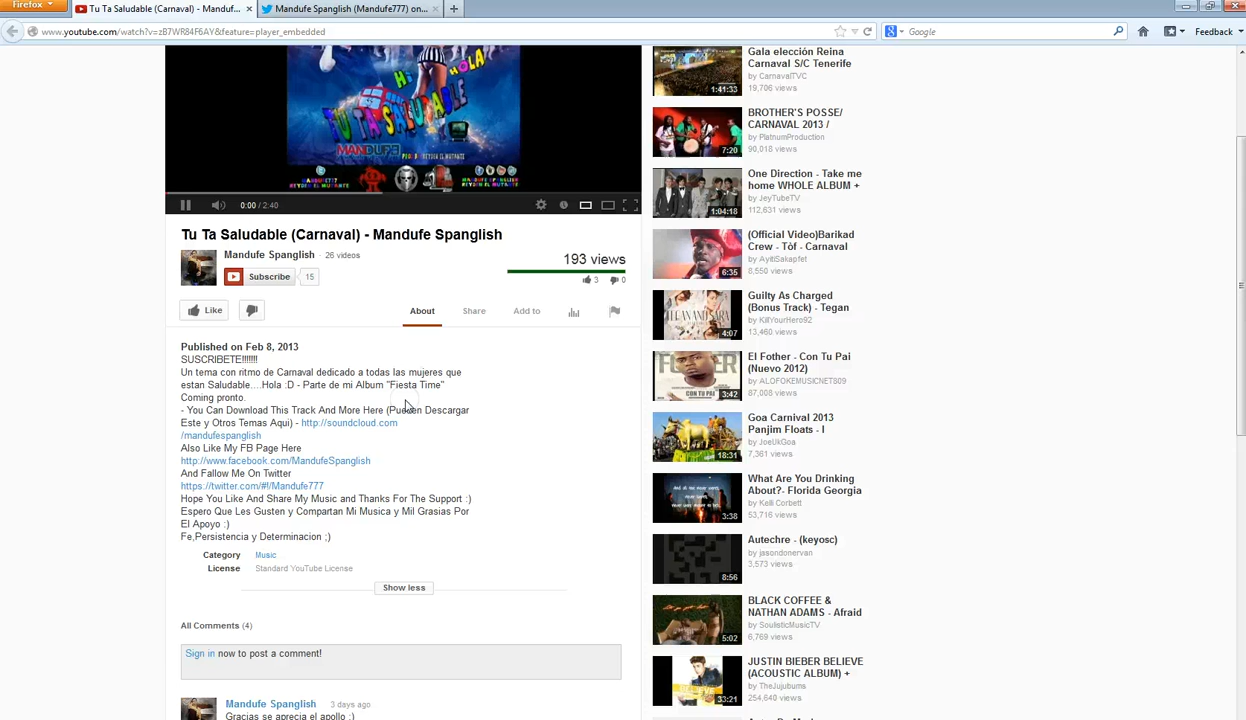 Firefox
Tu Ta Saludable (Carnaval) - Manduf...
Mandufe Spanglish (Mandufe777) on...
www.youtube.com/watch?v=zB7WR84F6AY&feature=player_embedded
Google
Feedback
HOLA
TU TA SALUDABLE
MANDUFE
0:00 / 2:40
Tu Ta Saludable (Carnaval) - Mandufe Spanglish
Mandufe Spanglish · 26 videos
Subscribe 15
193 views
3 0
Like
About Share Add to
Published on Feb 8, 2013
SUSCRIBETE!!!!!!!
Un tema con ritmo de Carnaval dedicado a todas las mujeres que
estan Saludable....Hola :D - Parte de mi Album "Fiesta Time"
Coming pronto.
- You Can Download This Track And More Here (Pueden Descargar
Este y Otros Temas Aqui) - http://soundcloud.com
/mandufespanglish
Also Like My FB Page Here
http://www.facebook.com/MandufeSpanglish
And Fallow Me On Twitter
https://twitter.com/#!/Mandufe777
Hope You Like And Share My Music and Thanks For The Support :)
Espero Que Les Gusten y Compartan Mi Musica y Mil Grasias Por
El Apoyo :)
Fe,Persistencia y Determinacion ;)
Category Music
License Standard YouTube License
Show less
All Comments (4)
Sign in now to post a comment!
Mandufe Spanglish 3 days ago
Gracias se aprecia el apollo :)
Gala elección Reina
Carnaval S/C Tenerife
by CarnavalTVC
19,706 views
1:41:33
BROTHER'S POSSE/
CARNAVAL 2013 /
by PlatnumProduction
90,018 views
7:20
One Direction - Take me
home WHOLE ALBUM +
by JeyTubeTV
112,631 views
1:04:18
(Official Video)Barikad
Crew - Tòf - Carnaval
by AyitiSakapfet
8,550 views
6:35
Guilty As Charged
(Bonus Track) - Tegan
by KillYourHero92
13,460 views
4:07
El Fother - Con Tu Pai
(Nuevo 2012)
by ALOFOKEMUSICNET809
87,008 views
3:42
Goa Carnival 2013
Panjim Floats - I
by JoeUkGoa
7,361 views
18:31
What Are You Drinking
About?- Florida Georgia
by Kelli Corbett
53,716 views
3:38
Autechre - (keyosc)
by jasondonervan
3,573 views
8:56
BLACK COFFEE &
NATHAN ADAMS - Afraid
by SoulisticMusicTV
6,769 views
5:02
JUSTIN BIEBER BELIEVE
(ACOUSTIC ALBUM) +
by TheJujubums
254,640 views
33:21